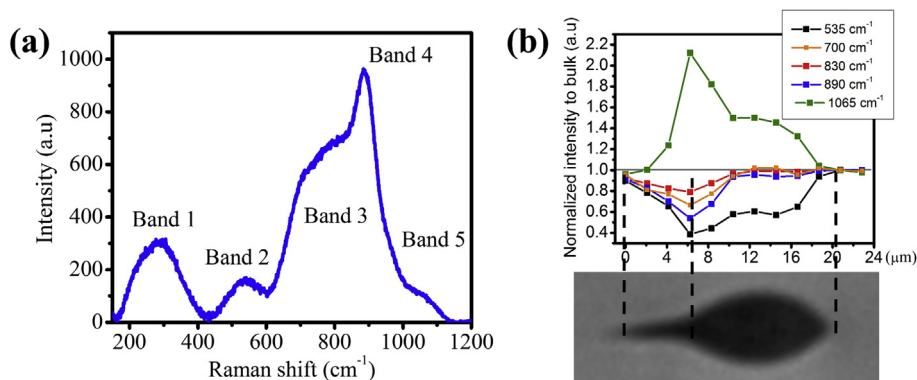 (a)
Intensity (a.u)
1000
800
600
400
200
0
Band 1
Band 2
Band 3
Band 4
Band 5
200 400 600 800 1000 1200
Raman shift (cm-1)
(b)
Normalized intensity to bulk (a.u
2.2
2.0
1.8
1.6
1.4
1.2
1.0
0.8
0.6
0.4
535 cm-1
700 cm-1
830 cm-1
890 cm-1
1065 cm-1
0 4 8 12 16 20 24 (μm)